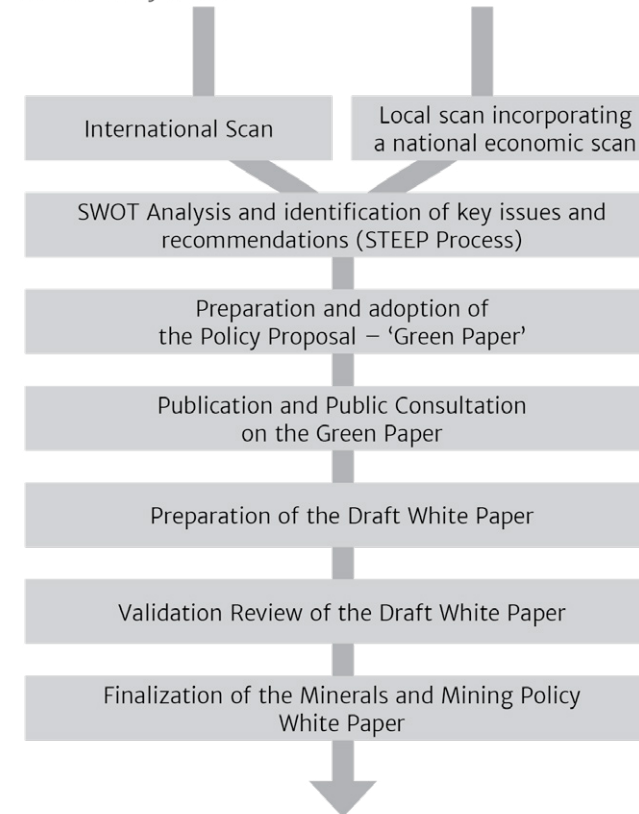 International Scan
Local scan incorporating
a national economic scan
SWOT Analysis and identification of key issues and
recommendations (STEEP Process)
Preparation and adoption of
the Policy Proposal – ‘Green Paper’
Publication and Public Consultation
on the Green Paper
Preparation of the Draft White Paper
Validation Review of the Draft White Paper
Finalization of the Minerals and Mining Policy
White Paper